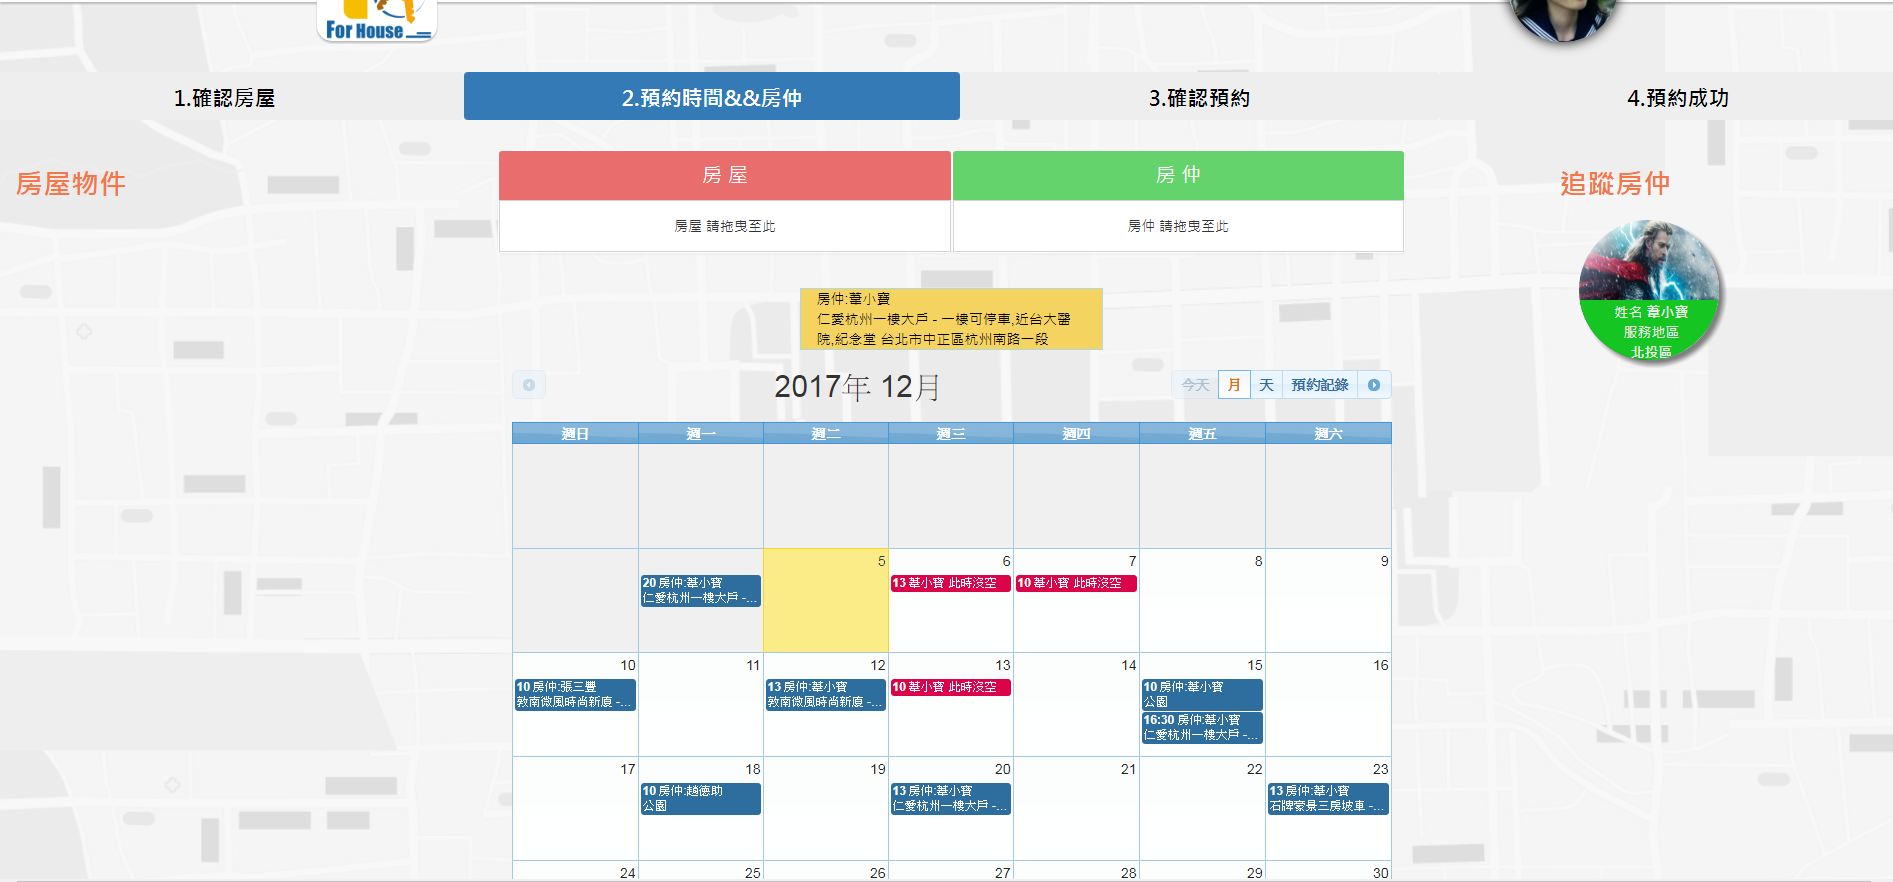 For House
1.確認房屋
2.預約時間&&房仲
3.確認預約
4.預約成功
房屋物件
房 屋
房 仲
追蹤房仲
房屋 請拖曳至此
房仲 請拖曳至此
姓名 葦小寶
服務地區
北投區
房仲:葦小寶
仁愛杭州一樓大戶 - 一樓可停車,近台大醫
院,紀念堂 台北市中正區杭州南路一段
2017年 12月
今天 月 天 預約記錄
週日 週一 週二 週三 週四 週五 週六
5 6 7 8 9
20 房仲:葦小寶
仁愛杭州一樓大戶 -...
13 葦小寶 此時沒空
10 葦小寶 此時沒空
10 11 12 13 14 15 16
10 房仲:張三豐
敦南微風時尚新廈 -...
13 房仲:葦小寶
敦南微風時尚新廈 -...
10 葦小寶 此時沒空
10 房仲:葦小寶
公園
16:30 房仲:葦小寶
仁愛杭州一樓大戶 -...
17 18 19 20 21 22 23
10 房仲:趙德助
公園
13 房仲:葦小寶
仁愛杭州一樓大戶 -...
13 房仲:葦小寶
石牌豪景三房坡車 -...
24 25 26 27 28 29 30